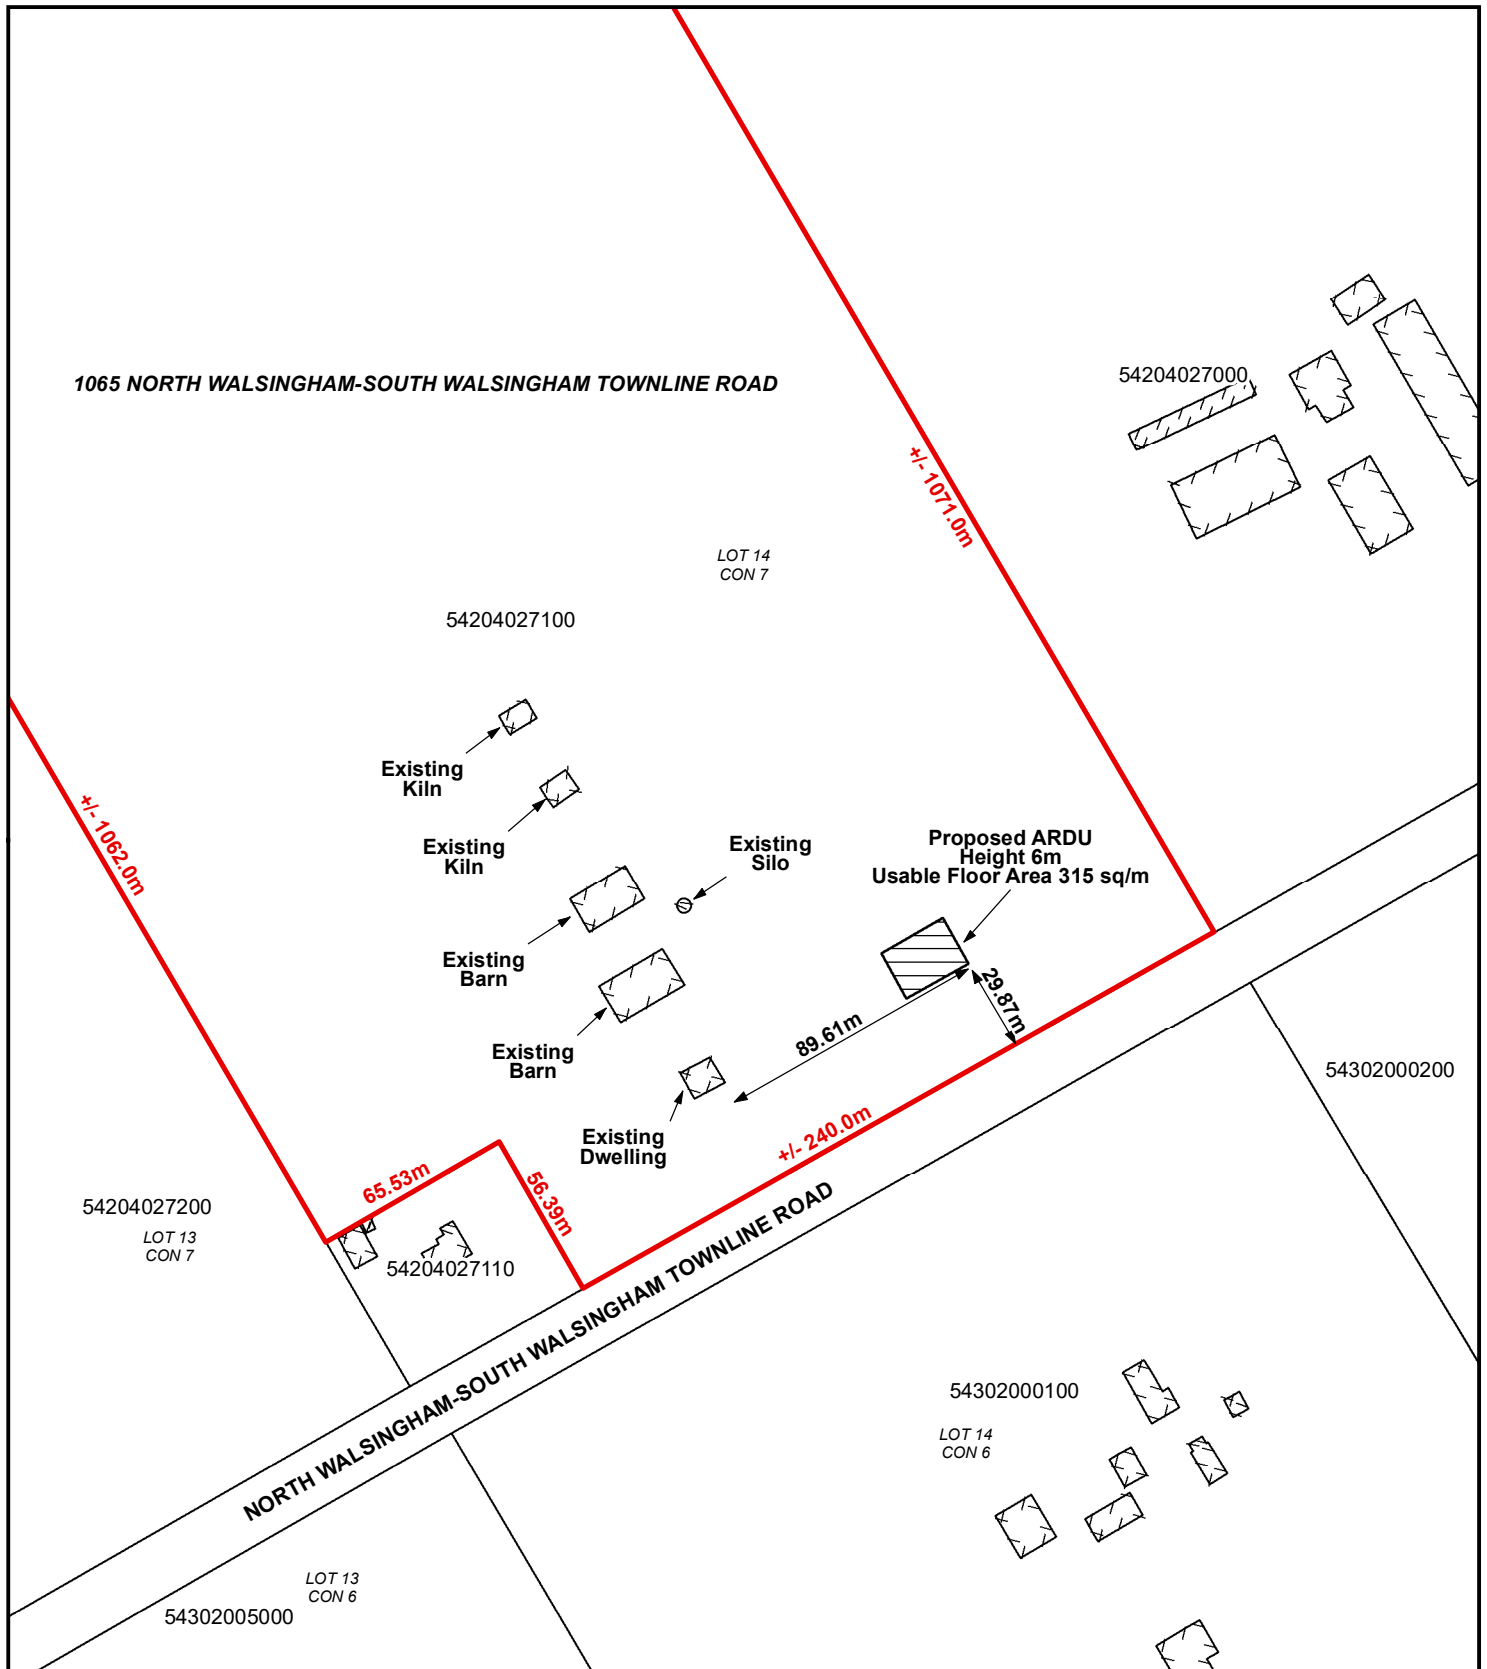 1065 NORTH WALSINGHAM-SOUTH WALSINGHAM TOWNLINE ROAD
54204027000
+/- 1071.0m
LOT 14
CON 7
54204027100
Existing
Kiln
+/- 1062.0m
Existing
Kiln
Existing
Silo
Proposed ARDU
Height 6m
Usable Floor Area 315 sq/m
Existing
Barn
29.87m
89.61m
Existing
Barn
54302000200
Existing
Dwelling
+/- 240.0m
65.53m
56.39m
54204027200
LOT 13
CON 7
54204027110
NORTH WALSINGHAM-SOUTH WALSINGHAM TOWNLINE ROAD
54302000100
LOT 14
CON 6
LOT 13
CON 6
54302005000